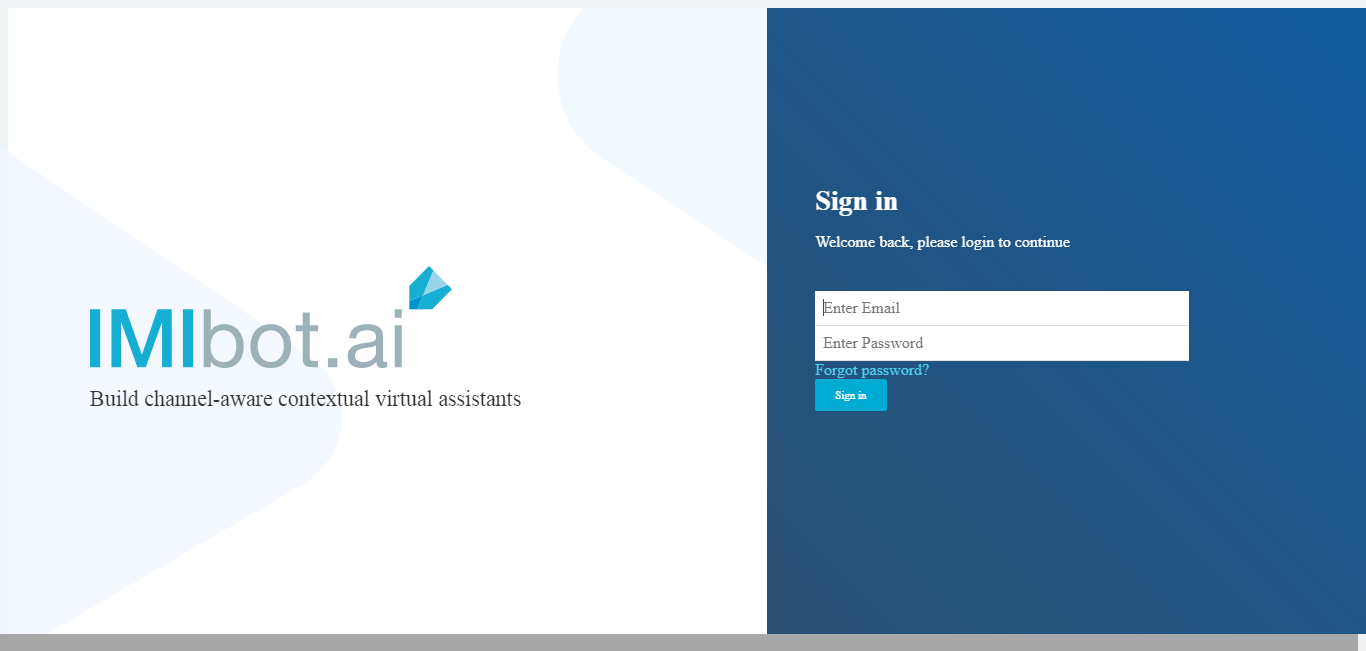 IMIbot.ai
Build channel-aware contextual virtual assistants
Sign in
Welcome back, please login to continue
Enter Email
Enter Password
Forgot password?
Sign in